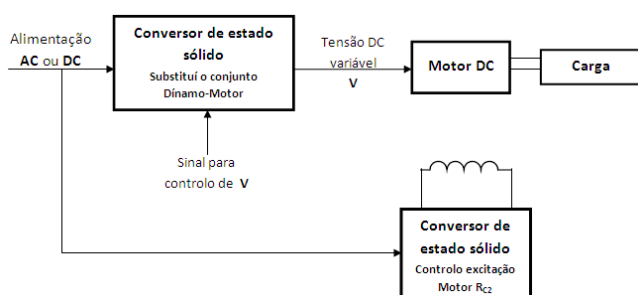 Alimentação
AC ou DC
Conversor de estado
sólido
Substituí o conjunto
Dínamo-Motor
Tensão DC
variável
V
Motor DC
Carga
Sinal para
controlo de V
Conversor de
estado sólido
Controlo excitação
Motor RC2